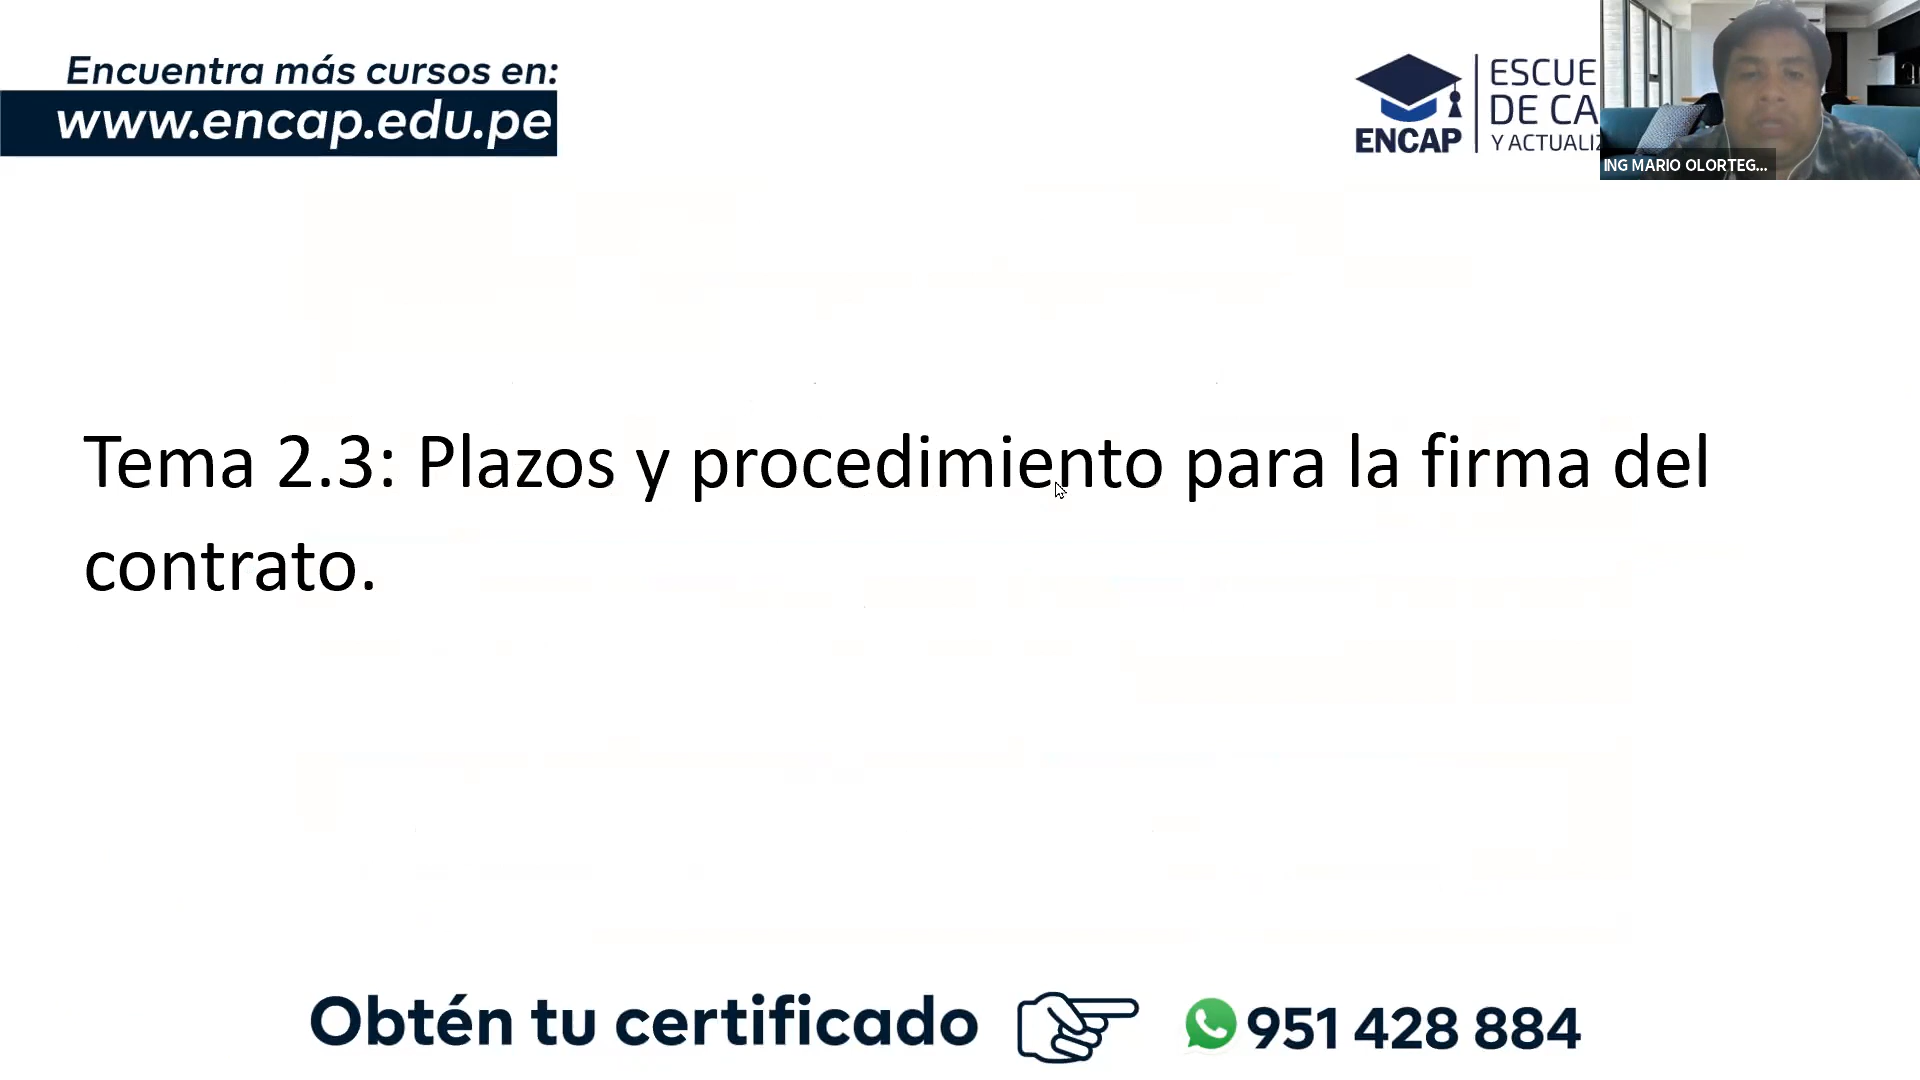 Encuentra más cursos en:
www.encap.edu.pe
ENCAP
ESCUE
DE CA
Y ACTUALIZ
ING MARIO OLORTEG...
Tema 2.3: Plazos y procedimiento para la firma del
contrato.
Obtén tu certificado
951 428 884